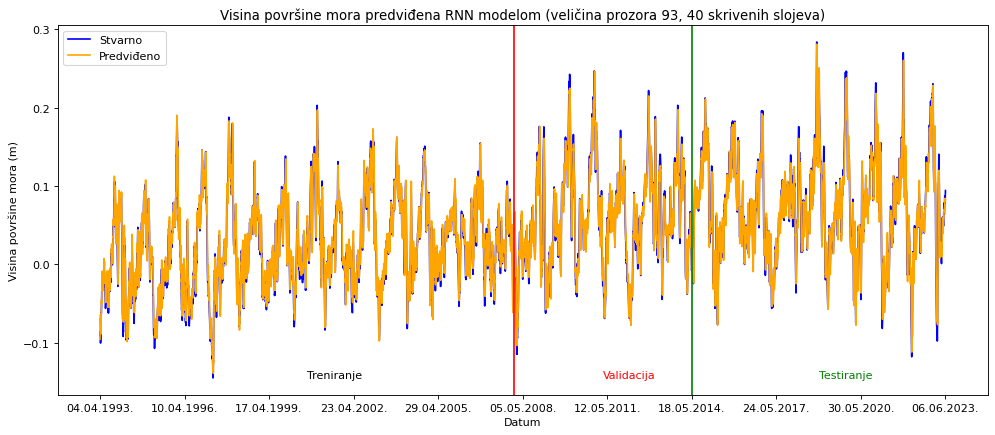 Visina površine mora predviđena RNN modelom (veličina prozora 93, 40 skrivenih slojeva)
Stvarno
Predviđeno
Visina površine mora (m)
0.3
0.2
0.1
0.0
−0.1
Treniranje
Validacija
Testiranje
04.04.1993.
10.04.1996.
17.04.1999.
23.04.2002.
29.04.2005.
05.05.2008.
12.05.2011.
18.05.2014.
24.05.2017.
30.05.2020.
06.06.2023.
Datum